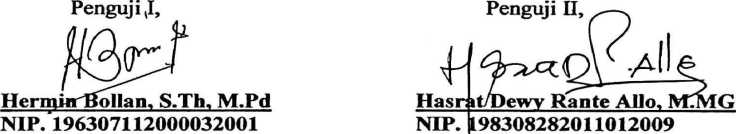 Penguji I,
Penguji II,
Hermin Bollan, S.Th, M.Pd
Hasrat Dewy Rante Allo, M.MG
NIP. 196307112000032001
NIP. 198308282011012009